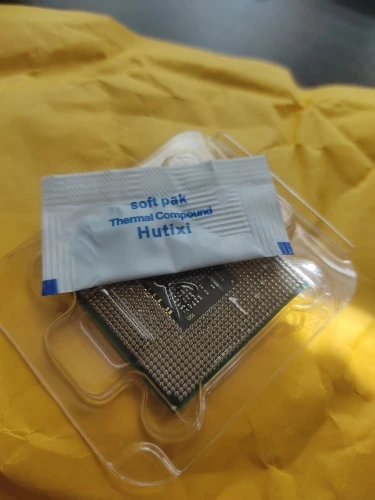 soft pak
Thermal Compound
Hutixi